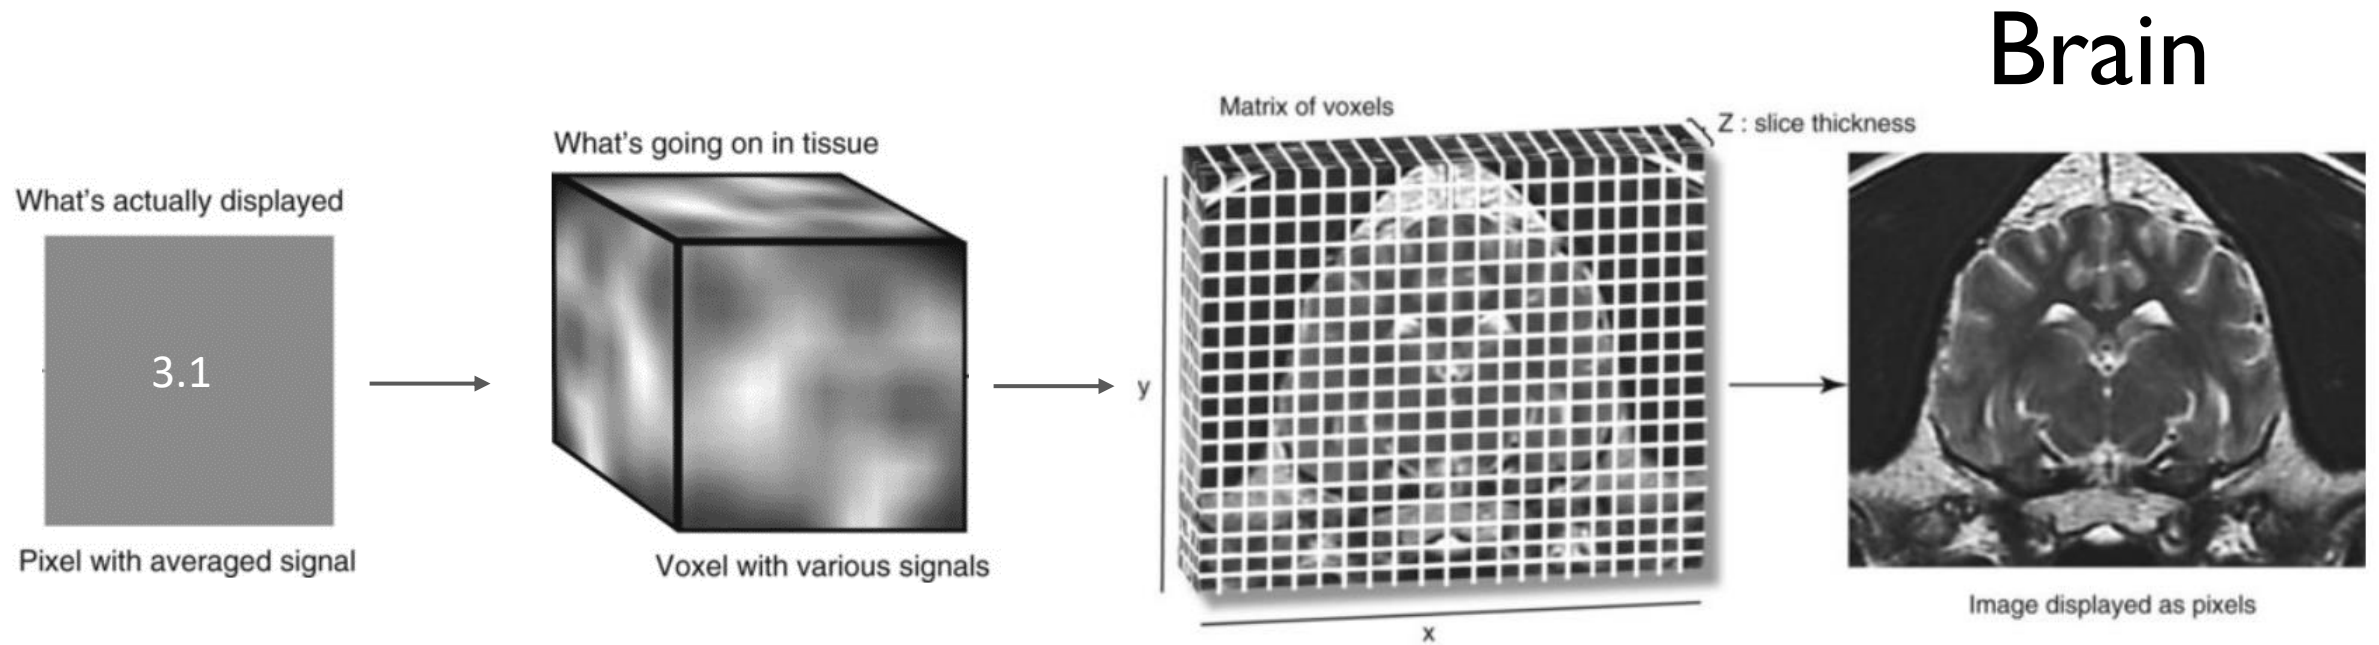 Brain
What's actually displayed
3.1
Pixel with averaged signal
What's going on in tissue
Voxel with various signals
Matrix of voxels
Z : slice thickness
y
x
Image displayed as pixels